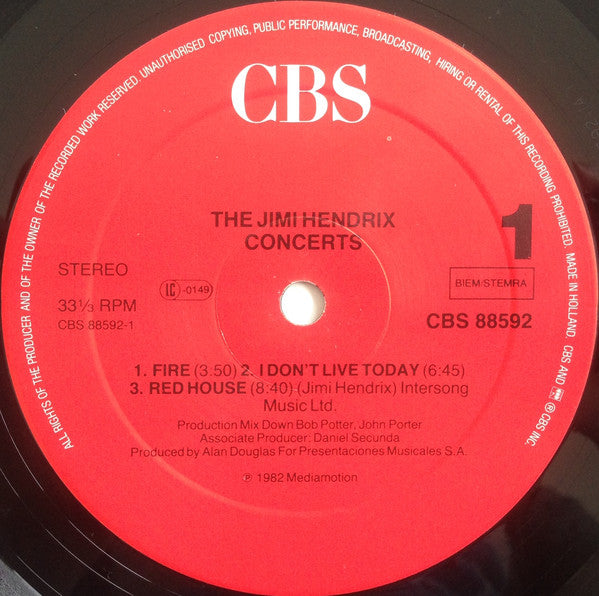 ALL RIGHTS OF THE PRODUCER AND OF THE OWNER OF THE RECORDED WORK RESERVED. UNAUTHORISED COPYING, PUBLIC PERFORMANCE, BROADCASTING, HIRING OR RENTAL OF THIS RECORDING PROHIBITED. MADE IN HOLLAND. CBS AND ℗ CBS INC.
CBS
THE JIMI HENDRIX
CONCERTS
1
STEREO
LC -0149
BIEM/STEMRA
33⅓ RPM
CBS 88592-1
CBS 88592
1. FIRE (3:50) 2. I DON'T LIVE TODAY (6:45)
3. RED HOUSE (8:40) (Jimi Hendrix) Intersong
Music Ltd.
Production Mix Down Bob Potter, John Porter
Associate Producer: Daniel Secunda
Produced by Alan Douglas For Presentaciones Musicales S.A.
℗ 1982 Mediamotion